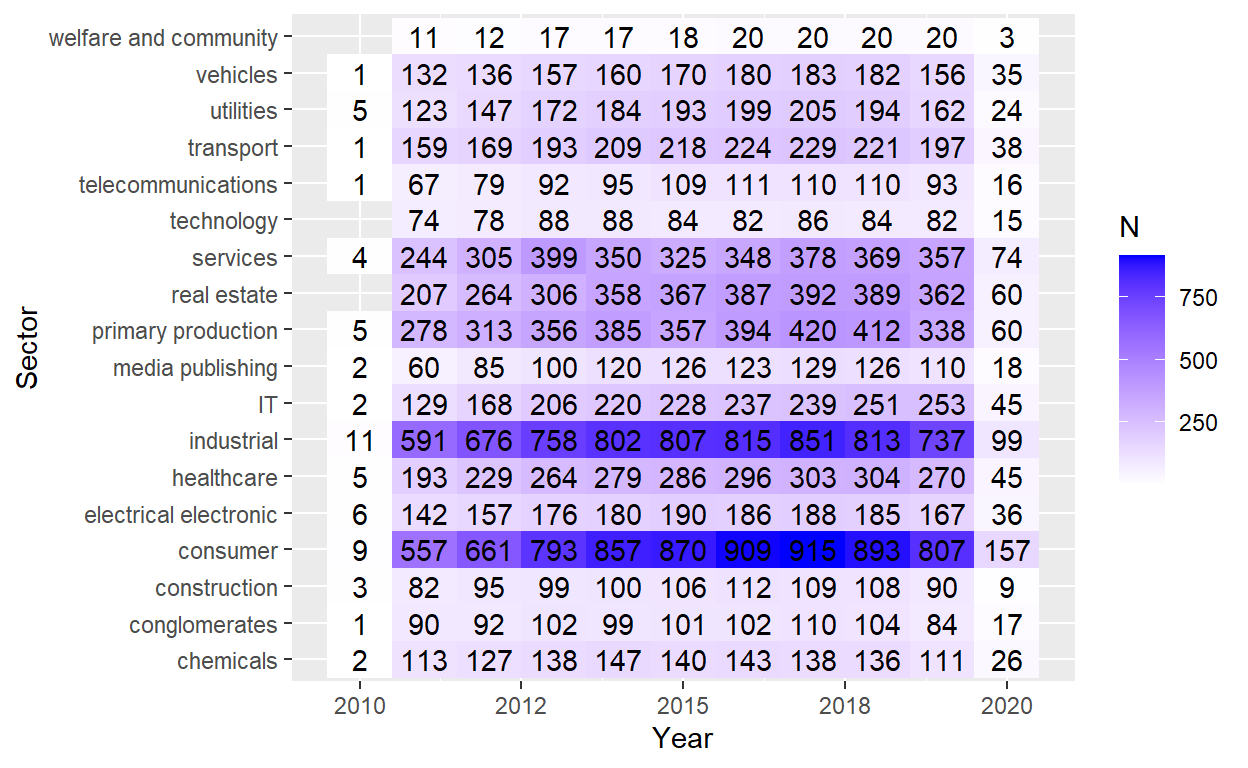 welfare and community 11 12 17 17 18 20 20 20 20 3
vehicles 1 132 136 157 160 170 180 183 182 156 35
utilities 5 123 147 172 184 193 199 205 194 162 24
transport 1 159 169 193 209 218 224 229 221 197 38
telecommunications 1 67 79 92 95 109 111 110 110 93 16
technology 74 78 88 88 84 82 86 84 82 15
services 4 244 305 399 350 325 348 378 369 357 74
real estate 207 264 306 358 367 387 392 389 362 60
primary production 5 278 313 356 385 357 394 420 412 338 60
media publishing 2 60 85 100 120 126 123 129 126 110 18
IT 2 129 168 206 220 228 237 239 251 253 45
industrial 11 591 676 758 802 807 815 851 813 737 99
healthcare 5 193 229 264 279 286 296 303 304 270 45
electrical electronic 6 142 157 176 180 190 186 188 185 167 36
consumer 9 557 661 793 857 870 909 915 893 807 157
construction 3 82 95 99 100 106 112 109 108 90 9
conglomerates 1 90 92 102 99 101 102 110 104 84 17
chemicals 2 113 127 138 147 140 143 138 136 111 26
2010 2012 2015 2018 2020
Year
Sector
N
750
500
250